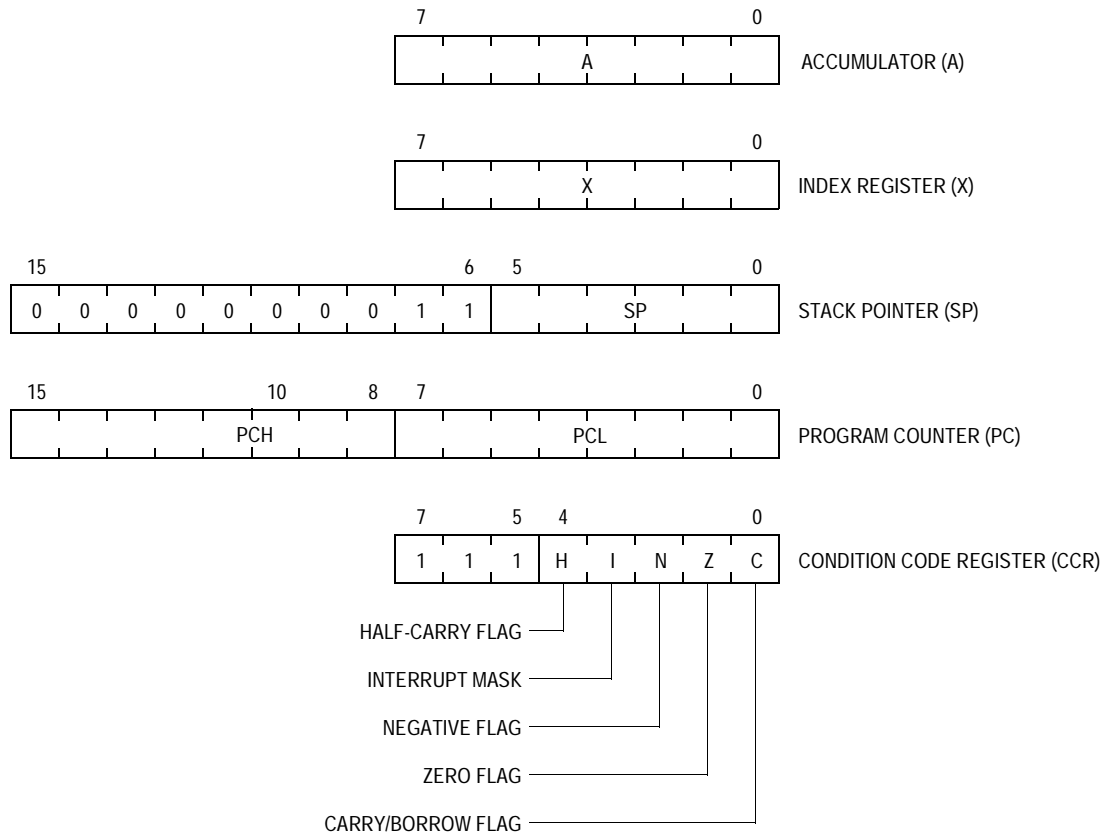 7 0
A ACCUMULATOR (A)
7 0
X INDEX REGISTER (X)
15 6 5 0
0 0 0 0 0 0 0 0 1 1 SP STACK POINTER (SP)
15 10 8 7 0
PCH PCL PROGRAM COUNTER (PC)
7 5 4 0
1 1 1 H I N Z C CONDITION CODE REGISTER (CCR)
HALF-CARRY FLAG
INTERRUPT MASK
NEGATIVE FLAG
ZERO FLAG
CARRY/BORROW FLAG